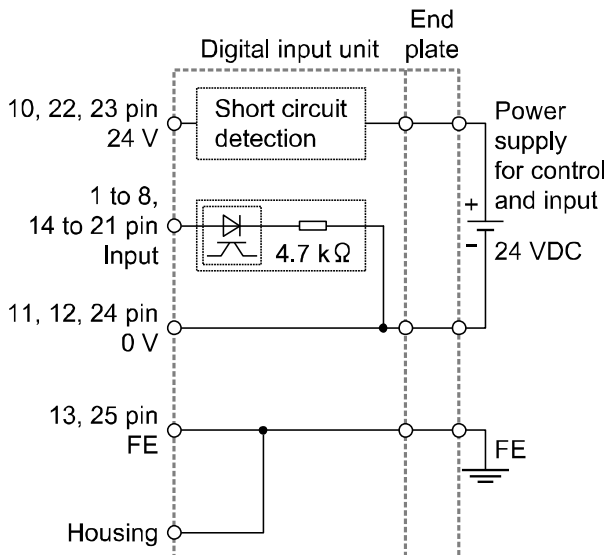 Digital input unit
End
plate
10, 22, 23 pin
24 V
Short circuit
detection
Power
supply
for control
and input
+
−
24 VDC
1 to 8,
14 to 21 pin
Input
4.7 kΩ
11, 12, 24 pin
0 V
13, 25 pin
FE
FE
Housing